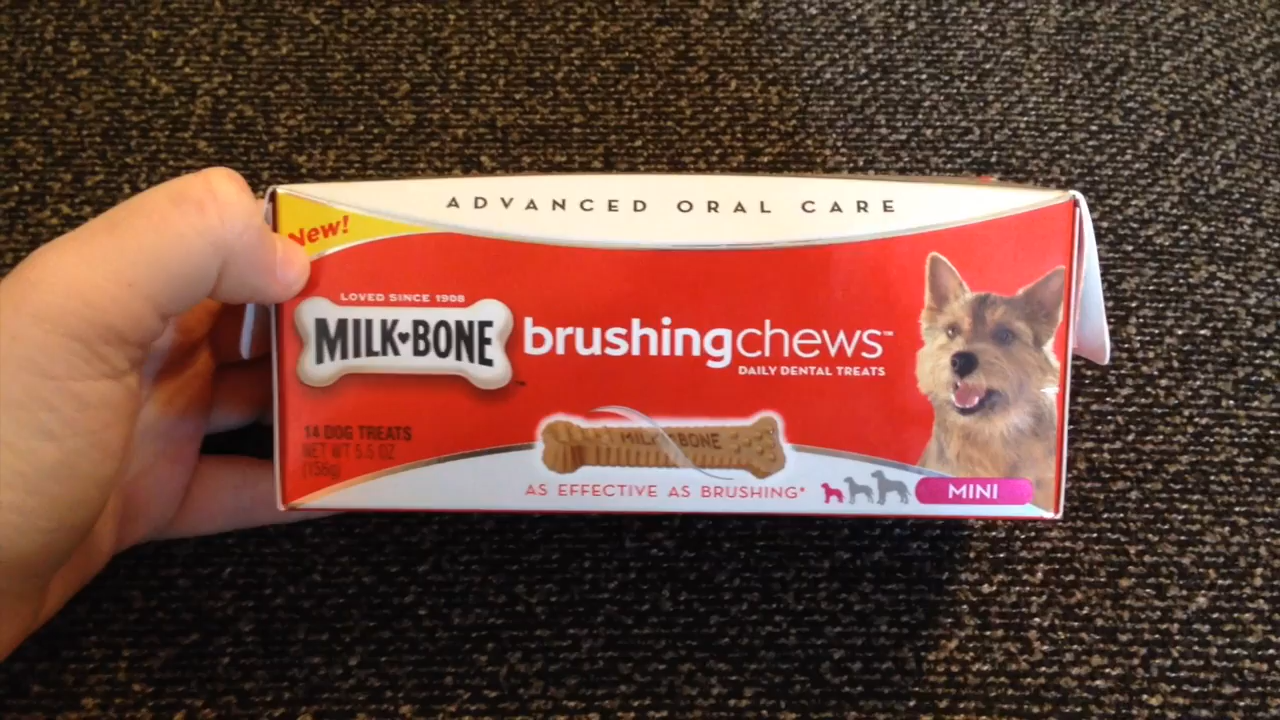 ADVANCED ORAL CARE
New!
LOVED SINCE 1908
MILK BONE
brushingchews™
DAILY DENTAL TREATS
14 DOG TREATS
NET WT 5.5 OZ
(156g)
MILK BONE
AS EFFECTIVE AS BRUSHING*
MINI